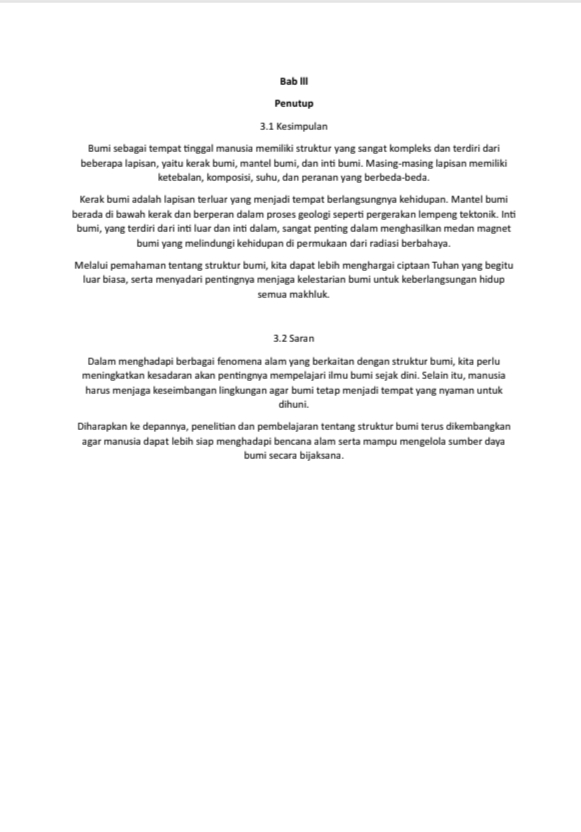 Bab III
Penutup
3.1 Kesimpulan
Bumi sebagai tempat tinggal manusia memiliki struktur yang sangat kompleks dan terdiri dari
beberapa lapisan, yaitu kerak bumi, mantel bumi, dan inti bumi. Masing-masing lapisan memiliki
ketebalan, komposisi, suhu, dan peranan yang berbeda-beda.
Kerak bumi adalah lapisan terluar yang menjadi tempat berlangsungnya kehidupan. Mantel bumi
berada di bawah kerak dan berperan dalam proses geologi seperti pergerakan lempeng tektonik. Inti
bumi, yang terdiri dari inti luar dan inti dalam, sangat penting dalam menghasilkan medan magnet
bumi yang melindungi kehidupan di permukaan dari radiasi berbahaya.
Melalui pemahaman tentang struktur bumi, kita dapat lebih menghargai ciptaan Tuhan yang begitu
luar biasa, serta menyadari pentingnya menjaga kelestarian bumi untuk keberlangsungan hidup
semua makhluk.
3.2 Saran
Dalam menghadapi berbagai fenomena alam yang berkaitan dengan struktur bumi, kita perlu
meningkatkan kesadaran akan pentingnya mempelajari ilmu bumi sejak dini. Selain itu, manusia
harus menjaga keseimbangan lingkungan agar bumi tetap menjadi tempat yang nyaman untuk
dihuni.
Diharapkan ke depannya, penelitian dan pembelajaran tentang struktur bumi terus dikembangkan
agar manusia dapat lebih siap menghadapi bencana alam serta mampu mengelola sumber daya
bumi secara bijaksana.